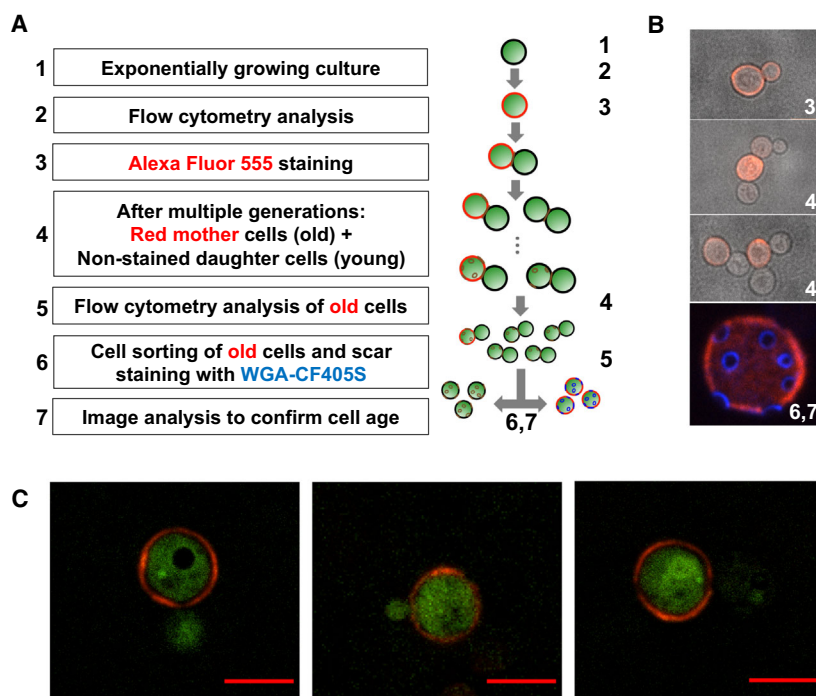 A
1 Exponentially growing culture
2 Flow cytometry analysis
3 Alexa Fluor 555 staining
4 After multiple generations:
Red mother cells (old) +
Non-stained daughter cells (young)
5 Flow cytometry analysis of old cells
6 Cell sorting of old cells and scar
staining with WGA-CF405S
7 Image analysis to confirm cell age
1
2
3
4
5
6,7
B
3
4
4
6,7
C